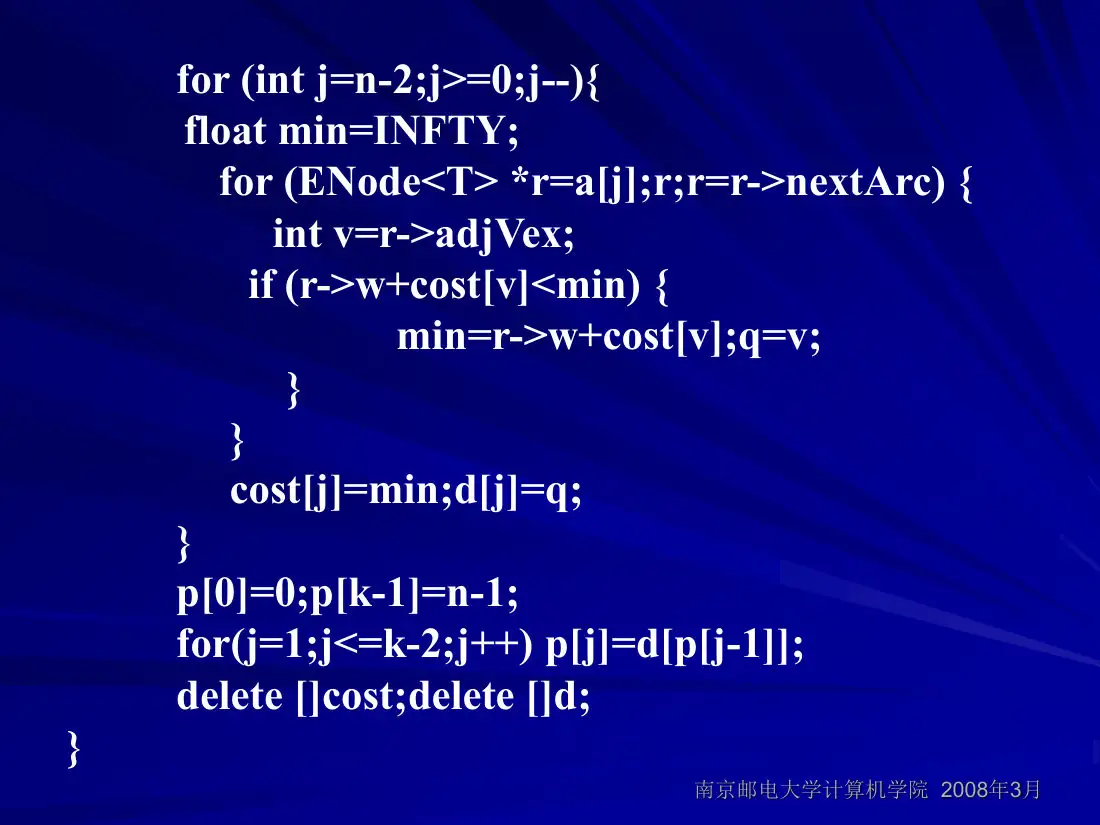 for (int j=n-2;j>=0;j--){
float min=INFTY;
for (ENode<T> *r=a[j];r;r=r->nextArc) {
int v=r->adjVex;
if (r->w+cost[v]<min) {
min=r->w+cost[v];q=v;
}
}
cost[j]=min;d[j]=q;
}
p[0]=0;p[k-1]=n-1;
for(j=1;j<=k-2;j++) p[j]=d[p[j-1]];
delete []cost;delete []d;
}
南京邮电大学计算机学院 2008年3月